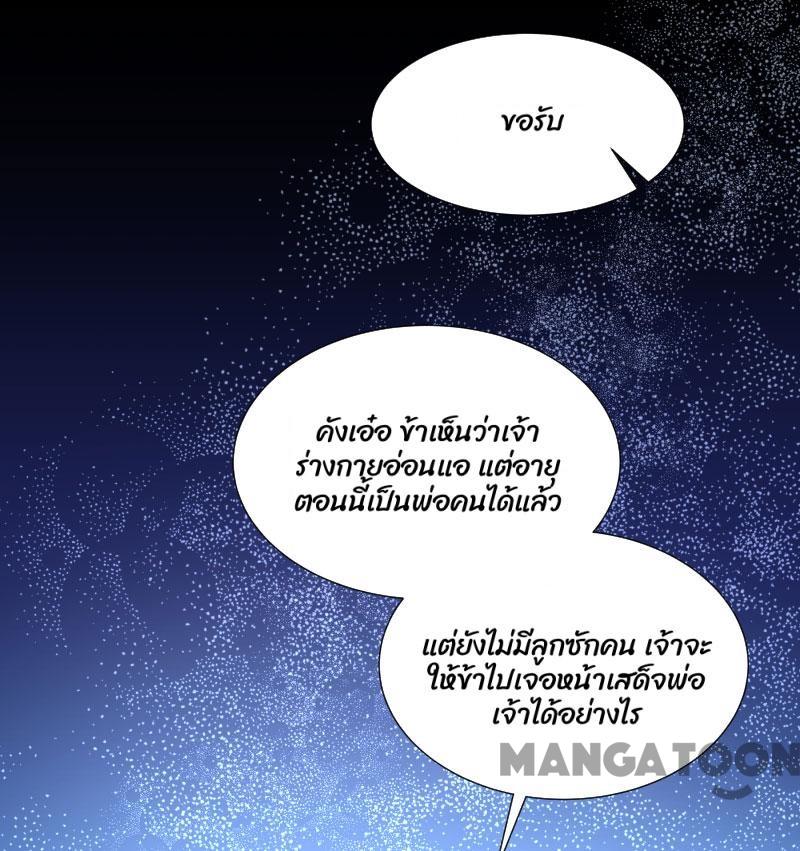 ขอรับ
คังเอ๋อ ข้าเห็นว่าเจ้า
ร่างกายอ่อนแอ แต่อายุ
ตอนนี้เป็นพ่อคนได้แล้ว
แต่ยังไม่มีลูกซักคน เจ้าจะ
ให้ข้าไปเจอหน้าเสด็จพ่อ
เจ้าได้อย่างไร
MANGATOON